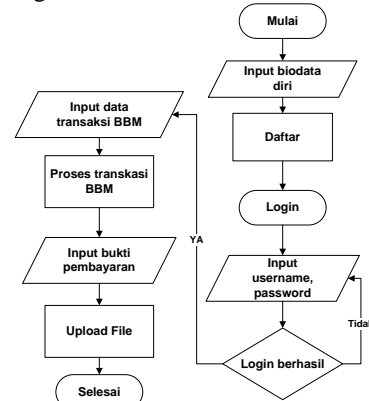 Mulai
Input biodata
diri
Daftar
Login
Input
username,
password
Login berhasil
Tidak
YA
Input data
transaksi BBM
Proses transkasi
BBM
Input bukti
pembayaran
Upload File
Selesai